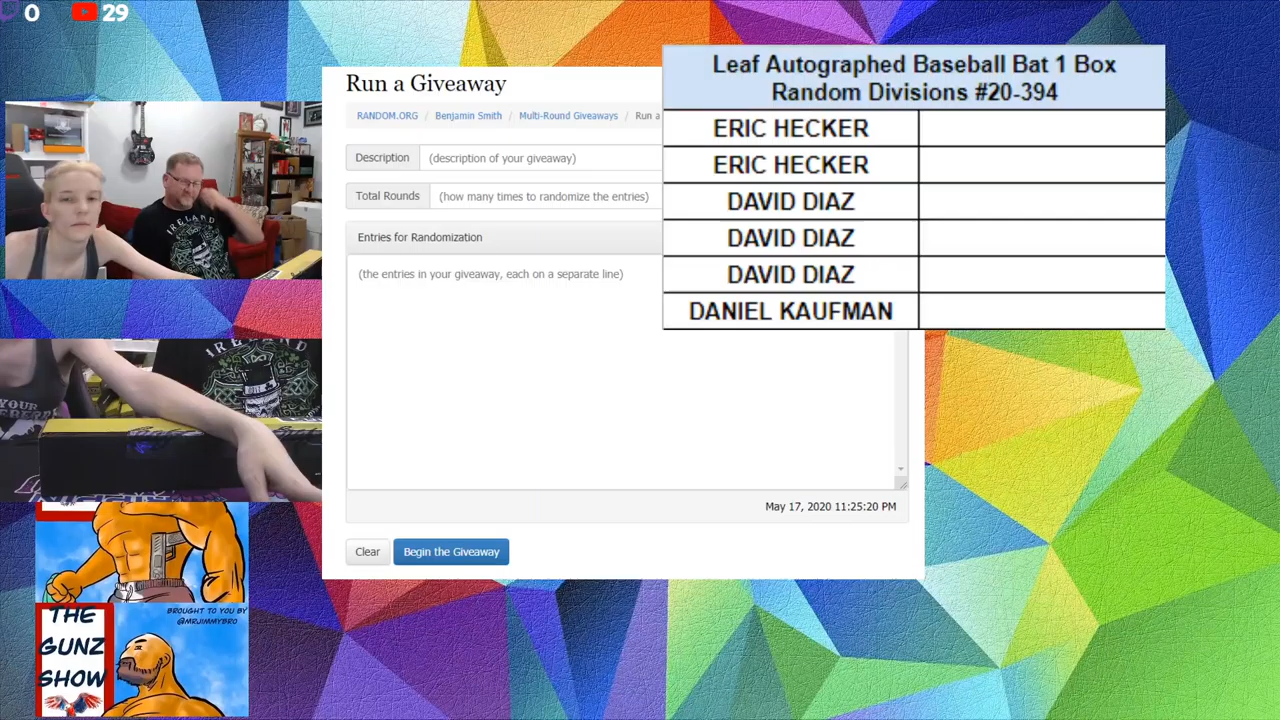 0 29
Run a Giveaway
RANDOM.ORG / Benjamin Smith / Multi-Round Giveaways / Run a
Description (description of your giveaway)
Total Rounds (how many times to randomize the entries)
Entries for Randomization
(the entries in your giveaway, each on a separate line)
May 17, 2020 11:25:20 PM
Clear Begin the Giveaway
Leaf Autographed Baseball Bat 1 Box
Random Divisions #20-394
ERIC HECKER
ERIC HECKER
DAVID DIAZ
DAVID DIAZ
DAVID DIAZ
DANIEL KAUFMAN
IRELAND
IRELAND
YOUR
BROUGHT TO YOU BY
@MRJIMMYBRO
THE
GUNZ
SHOW